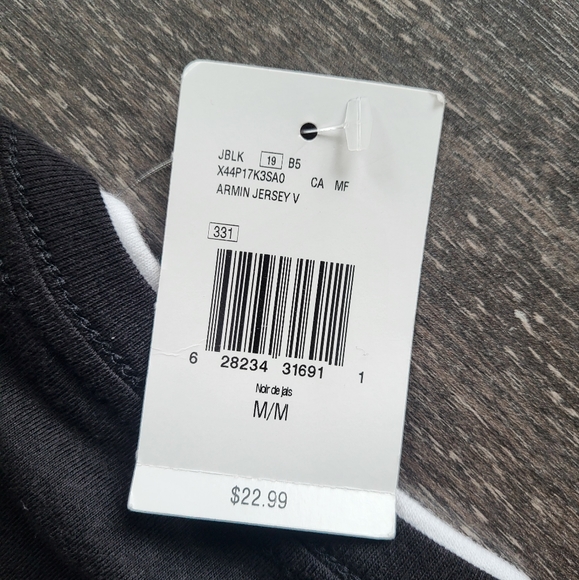 JBLK 19 B5
X44P17K3SA0 CA MF
ARMIN JERSEY V
331
6 28234 31691 1
Noir de jais
M/M
$22.99